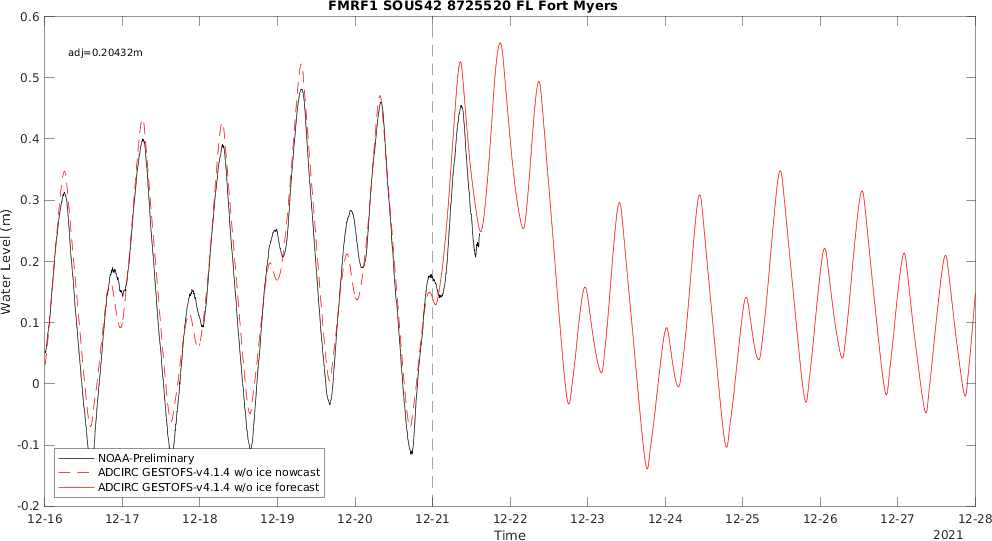 FMRF1 SOUS42 8725520 FL Fort Myers
0.6
adj=0.20432m
0.5
0.4
0.3
0.2
0.1
0
-0.1
-0.2
Water Level (m)
NOAA-Preliminary
ADCIRC GESTOFS-v4.1.4 w/o ice nowcast
ADCIRC GESTOFS-v4.1.4 w/o ice forecast
12-16 12-17 12-18 12-19 12-20 12-21 12-22 12-23 12-24 12-25 12-26 12-27 12-28
Time
2021